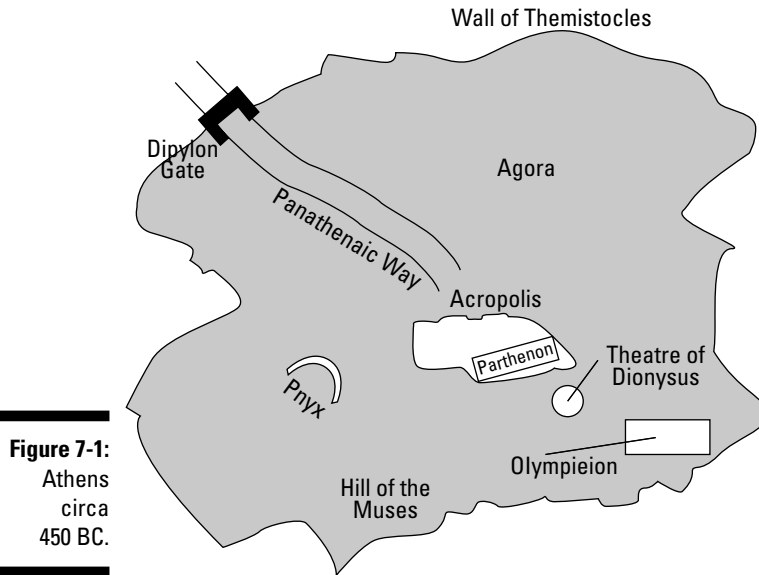 Wall of Themistocles
Dipylon
Gate
Agora
Panathenaic Way
Acropolis
Parthenon
Theatre of
Dionysus
Pnyx
Olympieion
Hill of the
Muses
Figure 7-1:
Athens
circa
450 BC.